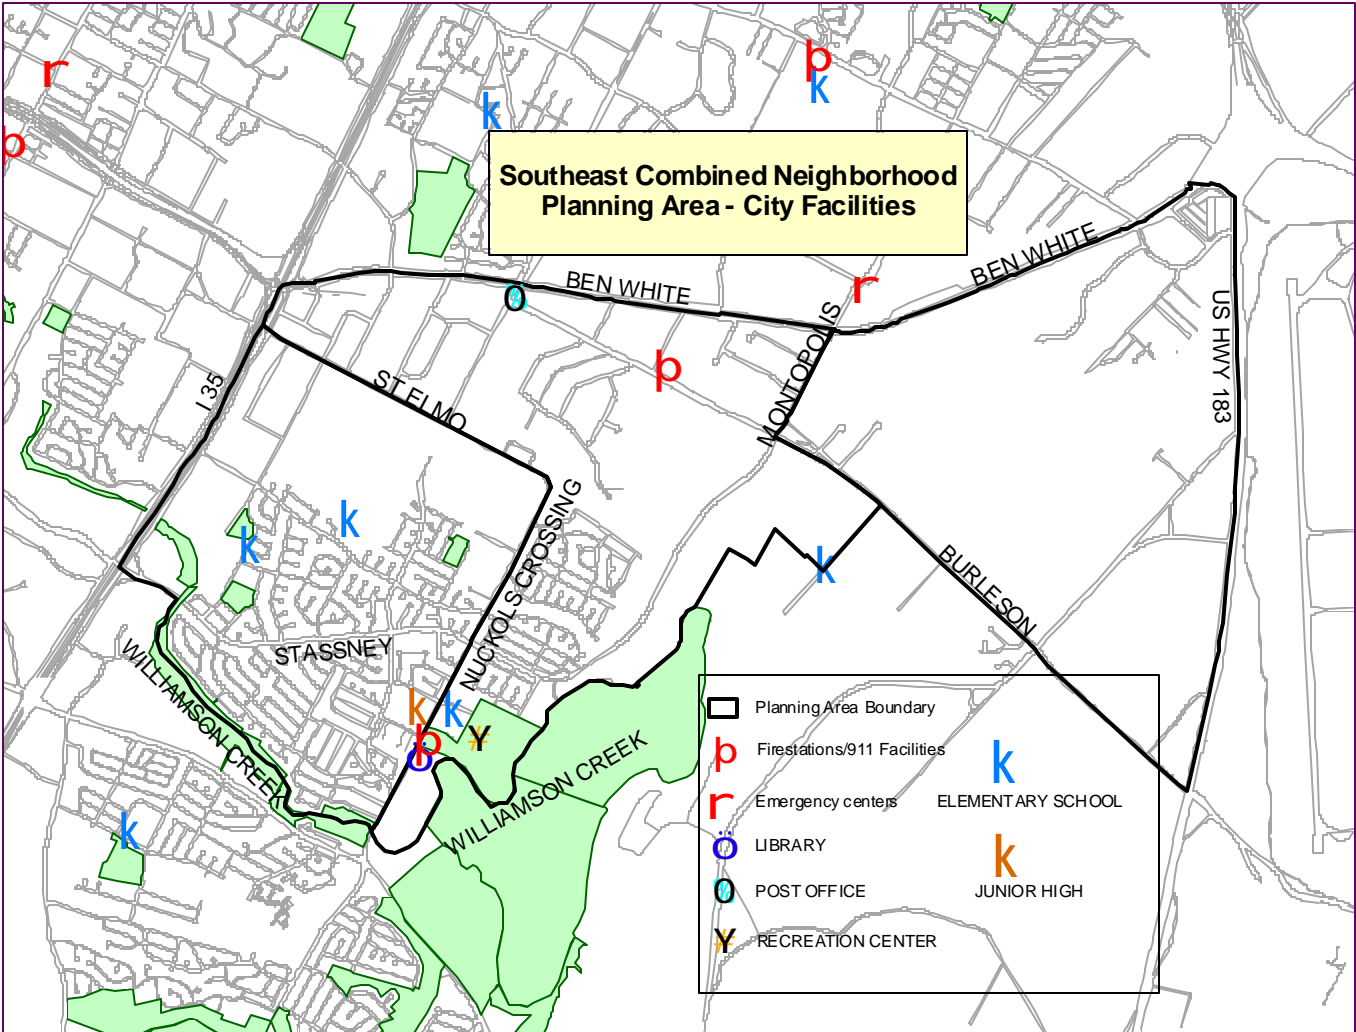 r
þ
k
k
þ
Southeast Combined Neighborhood
Planning Area - City Facilities
BEN WHITE
BEN WHITE
r
MONTOPOLIS
US HWY 183
I 35
ST ELMO
þ
NUCKOLS CROSSING
k
k
k
BURLESON
STASSNEY
WILLIAMSON CREEK
WILLIAMSON CREEK
k
k
þ
ö
k
Planning Area Boundary
þ Firestations/911 Facilities
r Emergency centers
k
ELEMENTARY SCHOOL
ö LIBRARY
k
JUNIOR HIGH
POST OFFICE
RECREATION CENTER